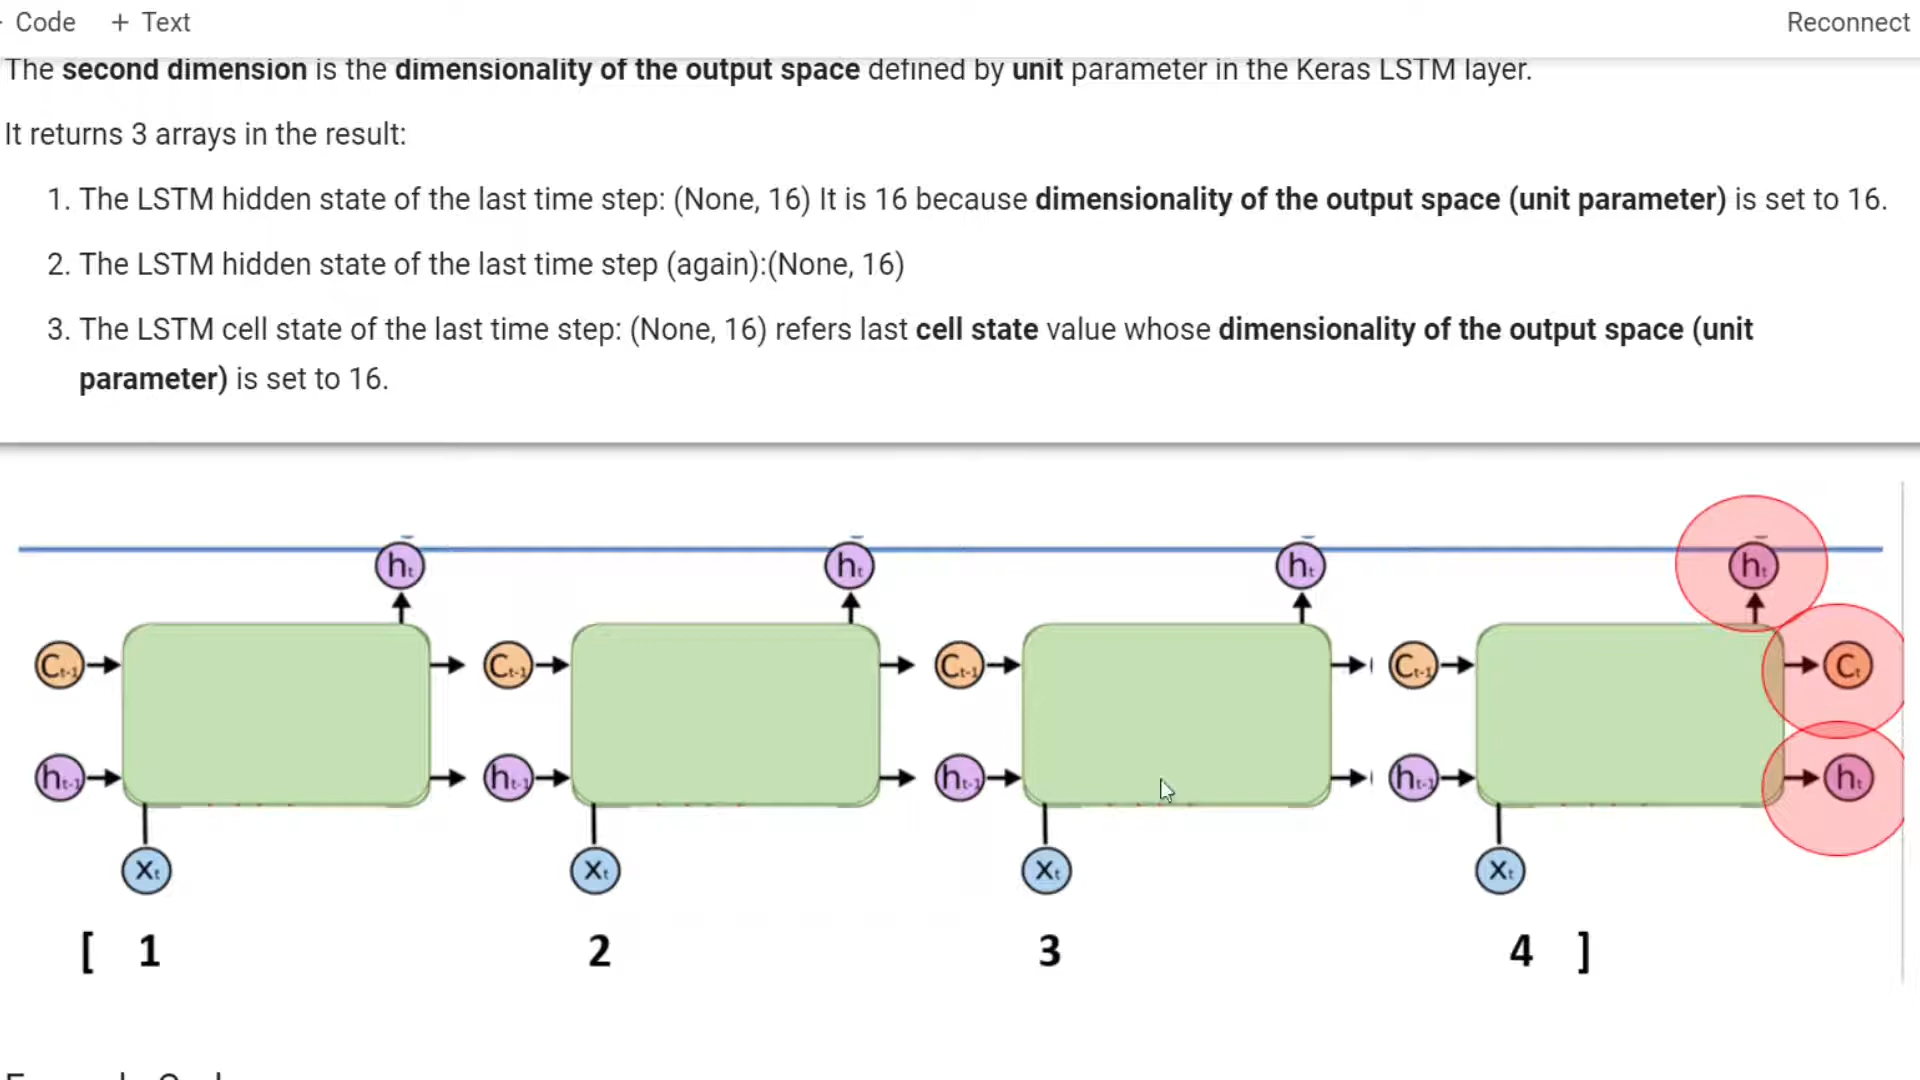 Code + Text Reconnect
The second dimension is the dimensionality of the output space defined by unit parameter in the Keras LSTM layer.
It returns 3 arrays in the result:
1. The LSTM hidden state of the last time step: (None, 16) It is 16 because dimensionality of the output space (unit parameter) is set to 16.
2. The LSTM hidden state of the last time step (again):(None, 16)
3. The LSTM cell state of the last time step: (None, 16) refers last cell state value whose dimensionality of the output space (unit
parameter) is set to 16.
ht ht ht ht
Ct-1 Ct-1 Ct-1 Ct-1 Ct
ht-1 ht-1 ht-1 ht-1 ht
Xt Xt Xt Xt
[ 1 2 3 4 ]